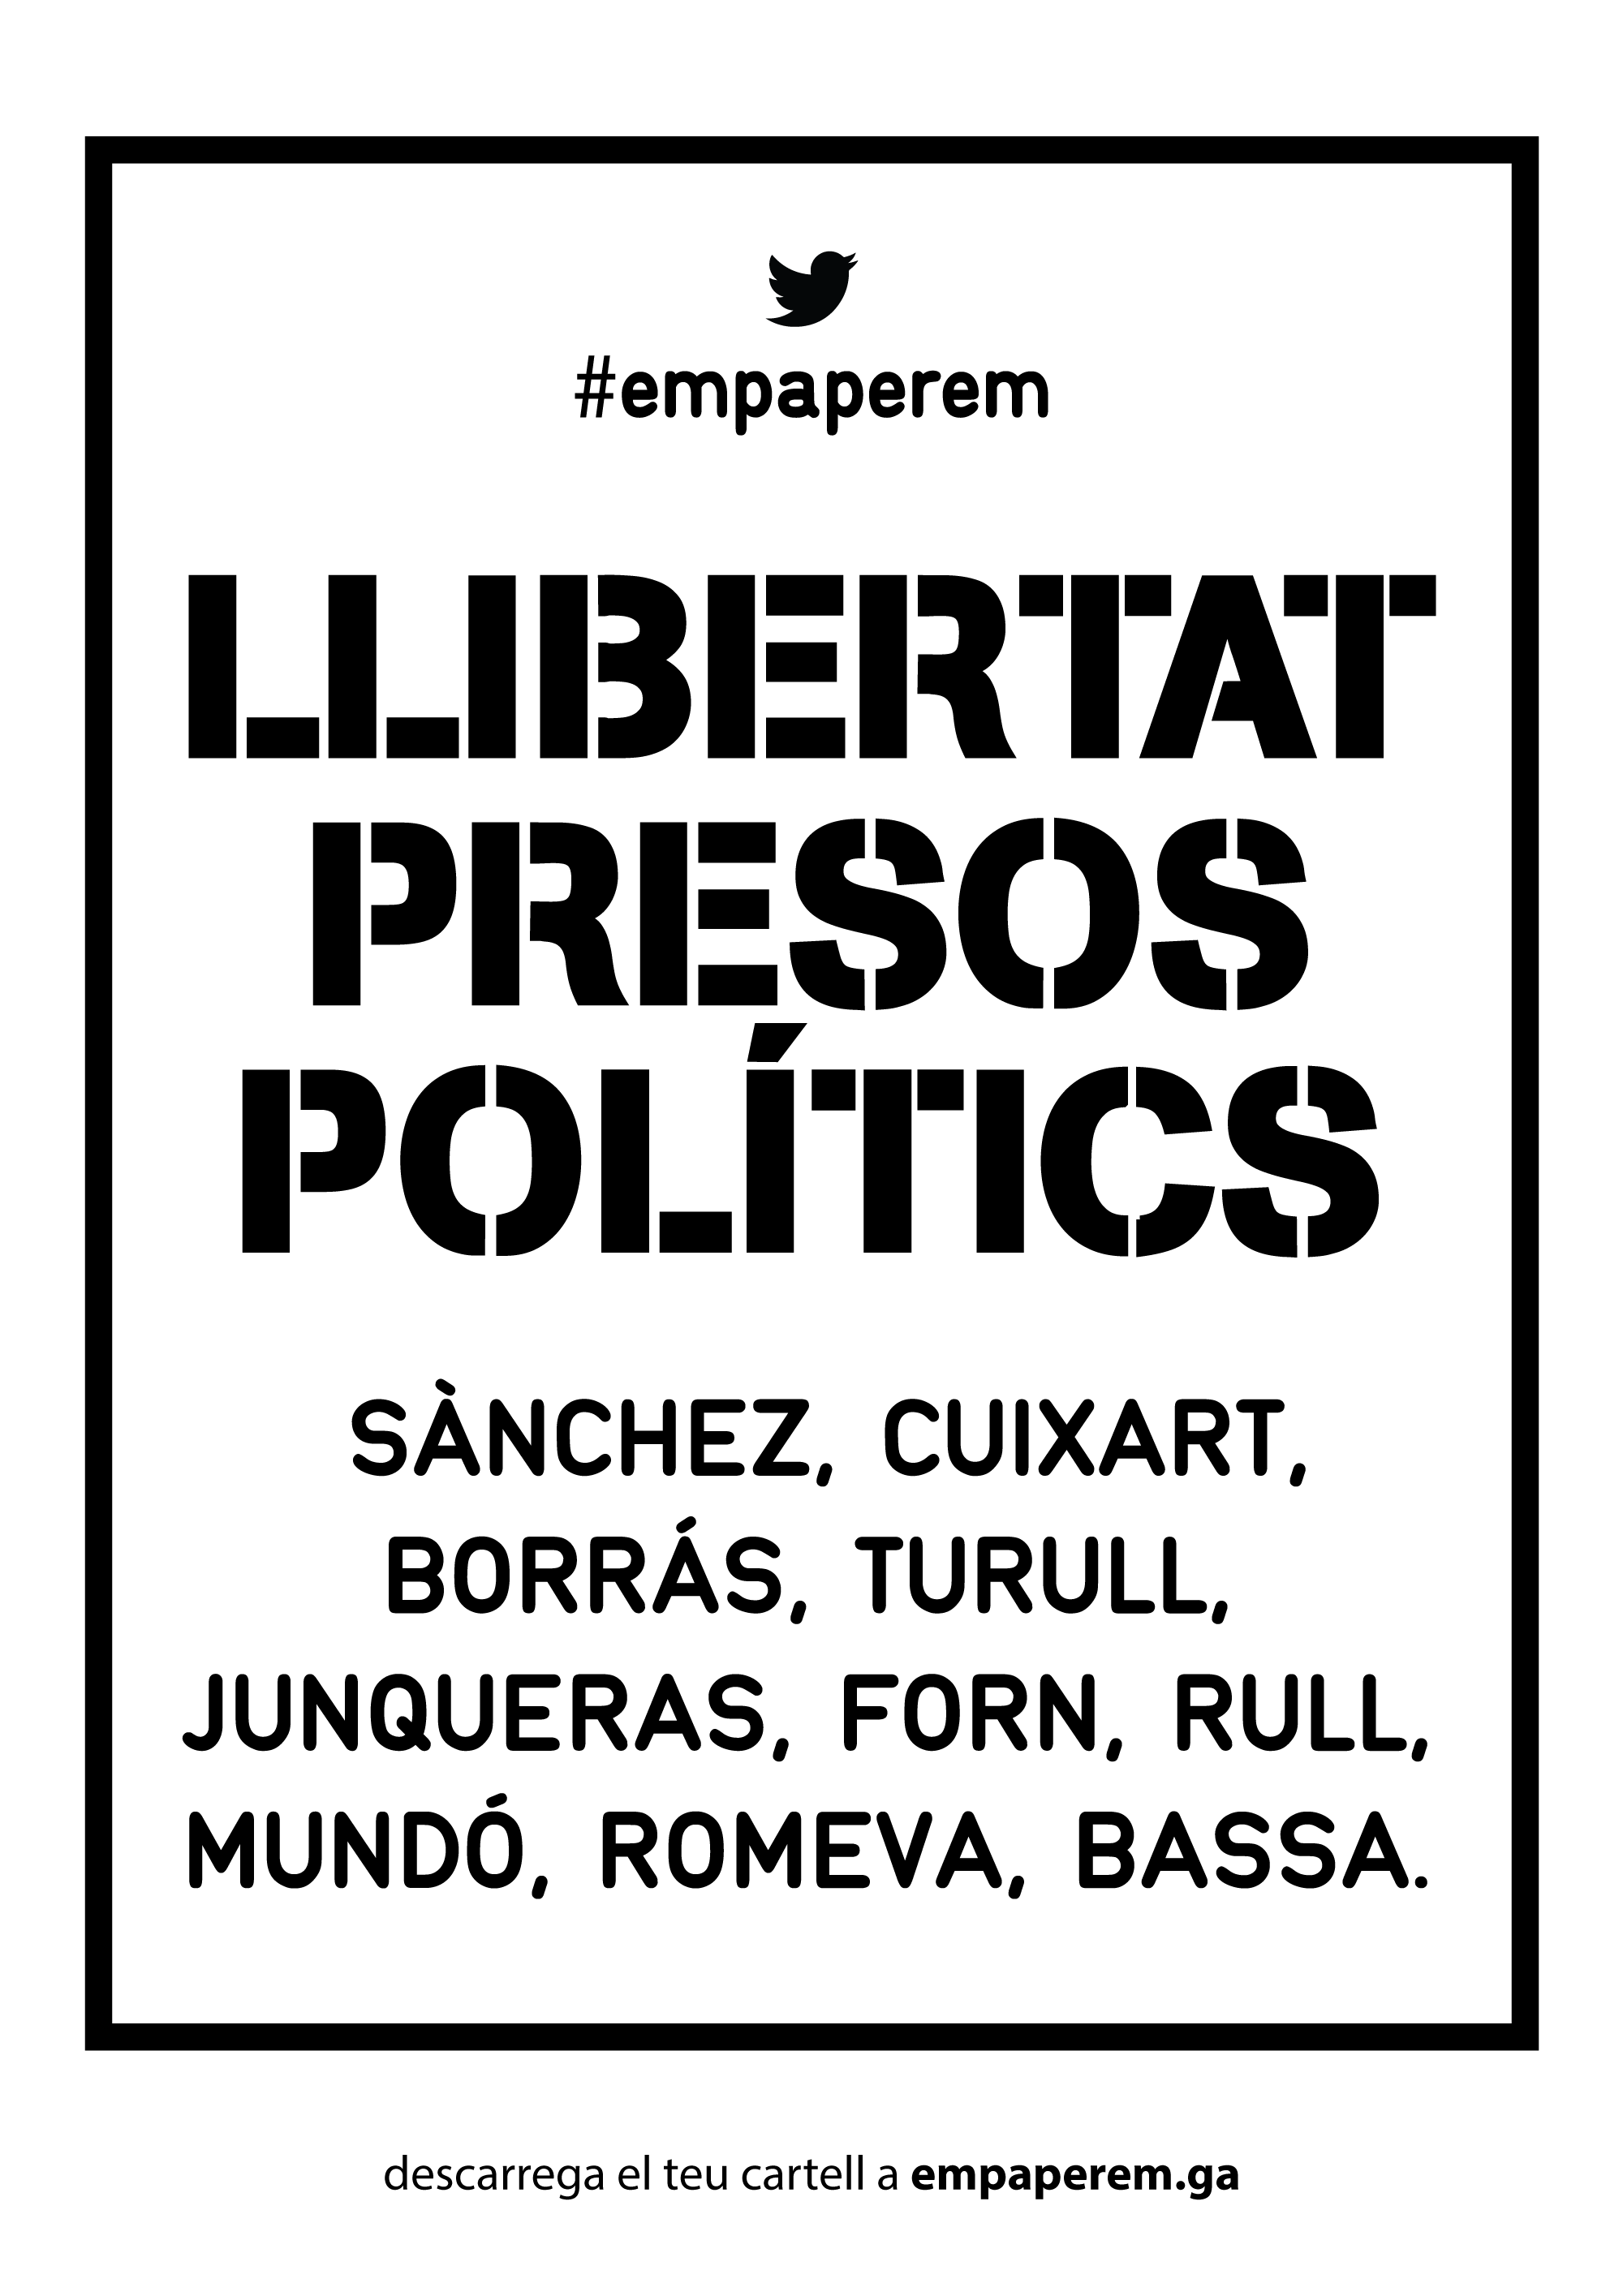 #empaperem
LLIBERTAT
PRESOS
POLÍTICS
SÀNCHEZ, CUIXART,
BORRÁS, TURULL,
JUNQUERAS, FORN, RULL,
MUNDÓ, ROMEVA, BASSA.
descarrega el teu cartell a empaperem.ga